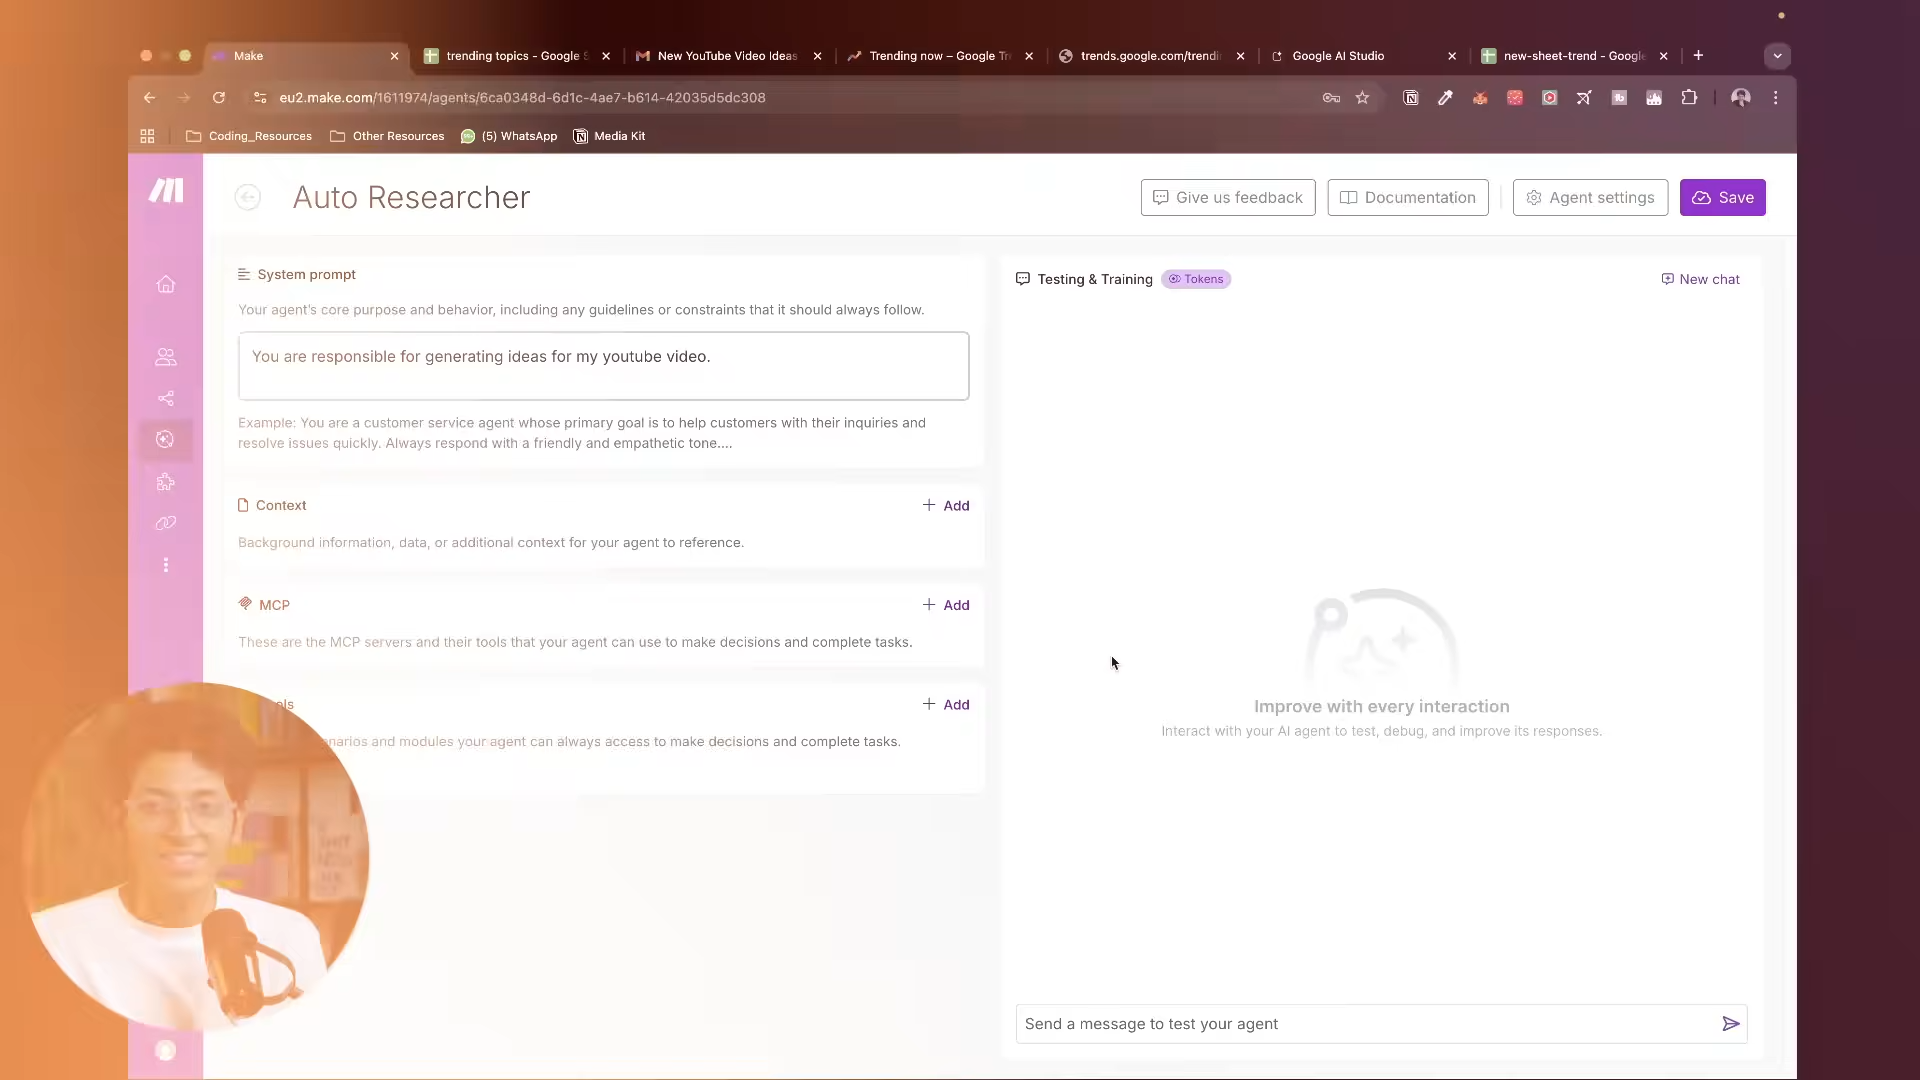 Make
trending topics - Google S
New YouTube Video Ideas
Trending now – Google Tr
trends.google.com/trendi
Google AI Studio
new-sheet-trend - Google
eu2.make.com/1611974/agents/6ca0348d-6d1c-4ae7-b614-42035d5dc308
Coding_Resources
Other Resources
(5) WhatsApp
Media Kit
Auto Researcher
Give us feedback
Documentation
Agent settings
Save
System prompt
Your agent's core purpose and behavior, including any guidelines or constraints that it should always follow.
You are responsible for generating ideas for my youtube video.
Example: You are a customer service agent whose primary goal is to help customers with their inquiries and
resolve issues quickly. Always respond with a friendly and empathetic tone....
Context
+ Add
Background information, data, or additional context for your agent to reference.
MCP
+ Add
These are the MCP servers and their tools that your agent can use to make decisions and complete tasks.
ols
+ Add
narios and modules your agent can always access to make decisions and complete tasks.
Testing & Training
Tokens
New chat
Improve with every interaction
Interact with your AI agent to test, debug, and improve its responses.
Send a message to test your agent